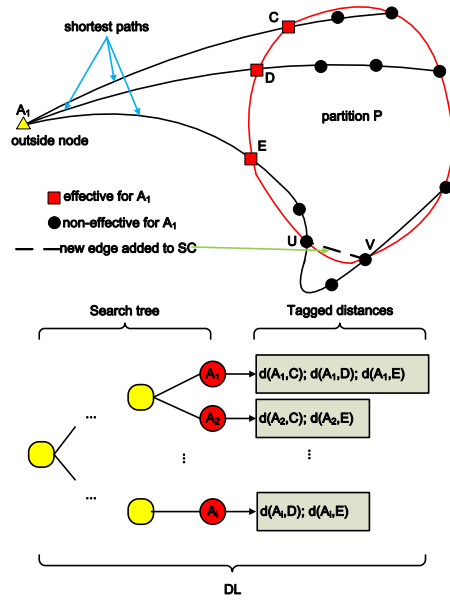 C
shortest paths
D
A1
partition P
outside node
E
effective for A1
non-effective for A1
new edge added to SC
U
V
Search tree
Tagged distances
A1
d(A1,C); d(A1,D); d(A1,E)
...
A2
d(A2,C); d(A2,E)
...
...
...
Ai
d(Ai,D); d(Ai,E)
DL